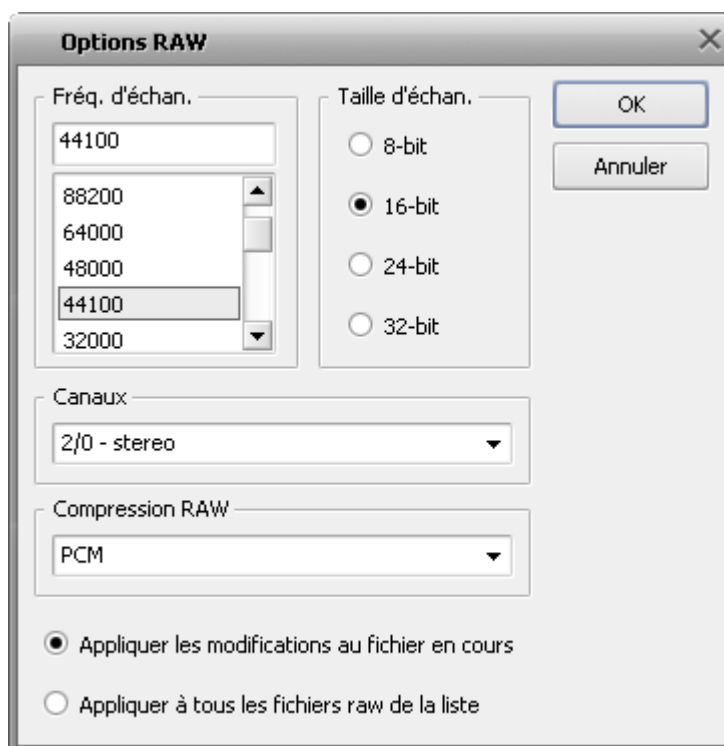 Options RAW
Fréq. d'échan.
44100
88200
64000
48000
44100
32000
Taille d'échan.
8-bit
16-bit
24-bit
32-bit
OK
Annuler
Canaux
2/0 - stereo
Compression RAW
PCM
Appliquer les modifications au fichier en cours
Appliquer à tous les fichiers raw de la liste